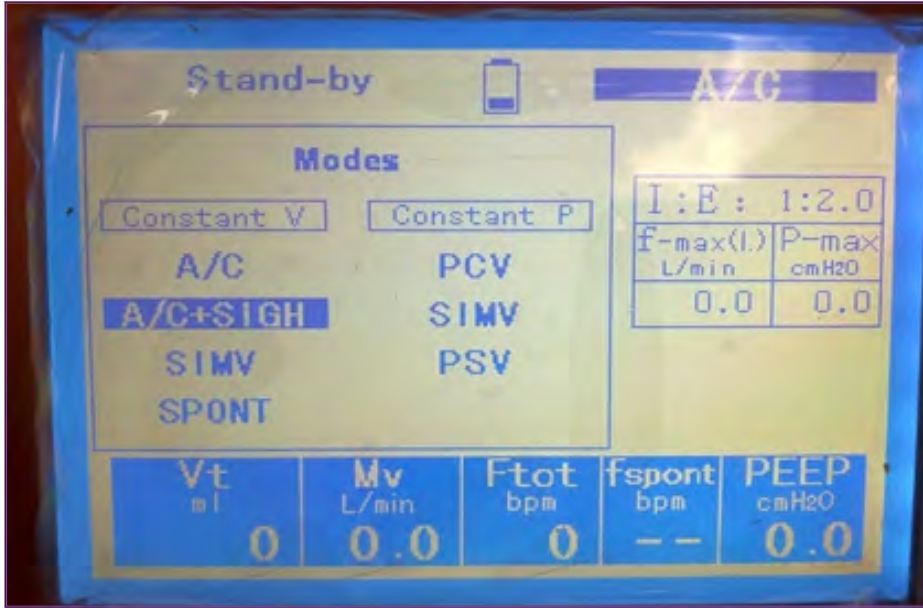 Stand-by A/C
Modes
Constant V Constant P
A/C PCV
A/C+SIGH SIMV
SIMV PSV
SPONT
I:E: 1:2.0
f-max(l.) P-max
L/min cmH2O
0.0 0.0
Vt Mv Ftot fspont PEEP
ml L/min bpm bpm cmH2O
0 0.0 0 -- 0.0